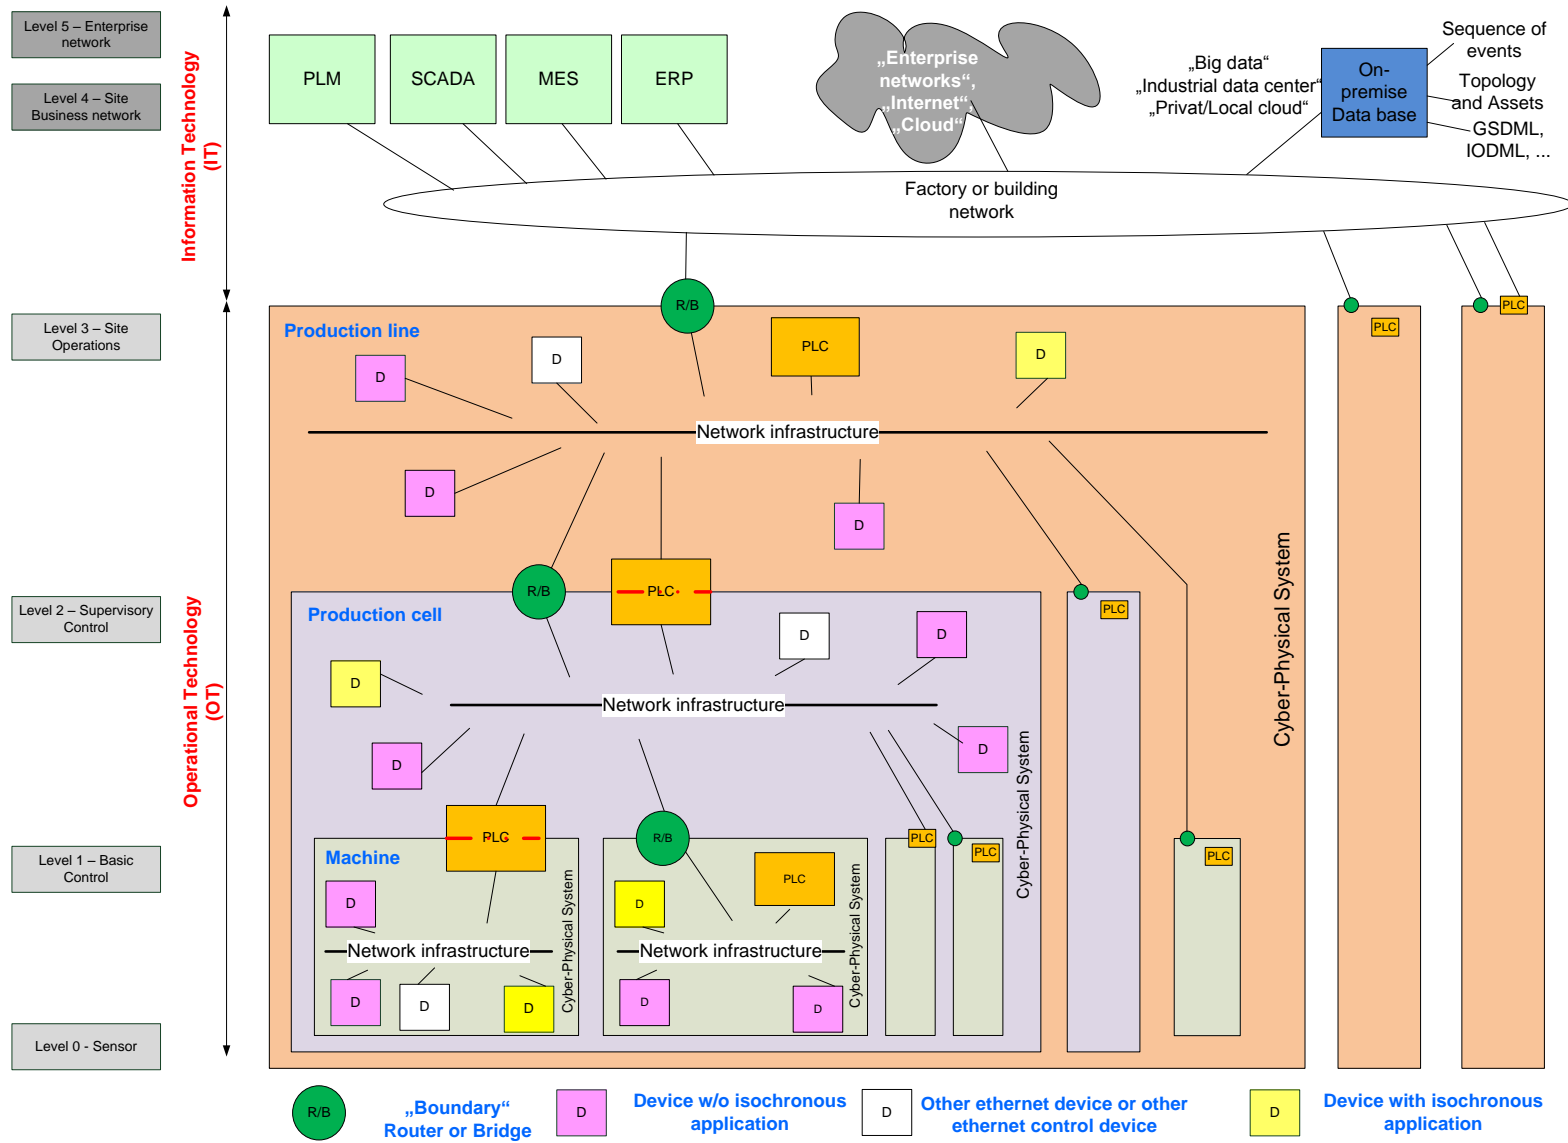 Level 5 – Enterprise
network
Level 4 – Site
Business network
Information Technology
(IT)
PLM
SCADA
MES
ERP
„Enterprise
networks“,
„Internet“,
„Cloud“
„Big data“
„Industrial data center“
„Privat/Local cloud“
On-
premise
Data base
Sequence of
events
Topology
and Assets
GSDML,
IODML, ...
Factory or building
network
Level 3 – Site
Operations
Level 2 – Supervisory
Control
Level 1 – Basic
Control
Level 0 - Sensor
Operational Technology
(OT)
R/B
Production line
D
D
PLC
D
Network infrastructure
D
D
Cyber-Physical System
PLC
PLC
R/B
PLC
Production cell
D
D
D
Network infrastructure
D
D
Cyber-Physical System
PLC
PLC
Machine
D
Network infrastructure
D
D
D
Cyber-Physical System
R/B
PLC
D
Network infrastructure
D
D
Cyber-Physical System
PLC
PLC
PLC
R/B
„Boundary“
Router or Bridge
D
Device w/o isochronous
application
D
Other ethernet device or other
ethernet control device
D
Device with isochronous
application